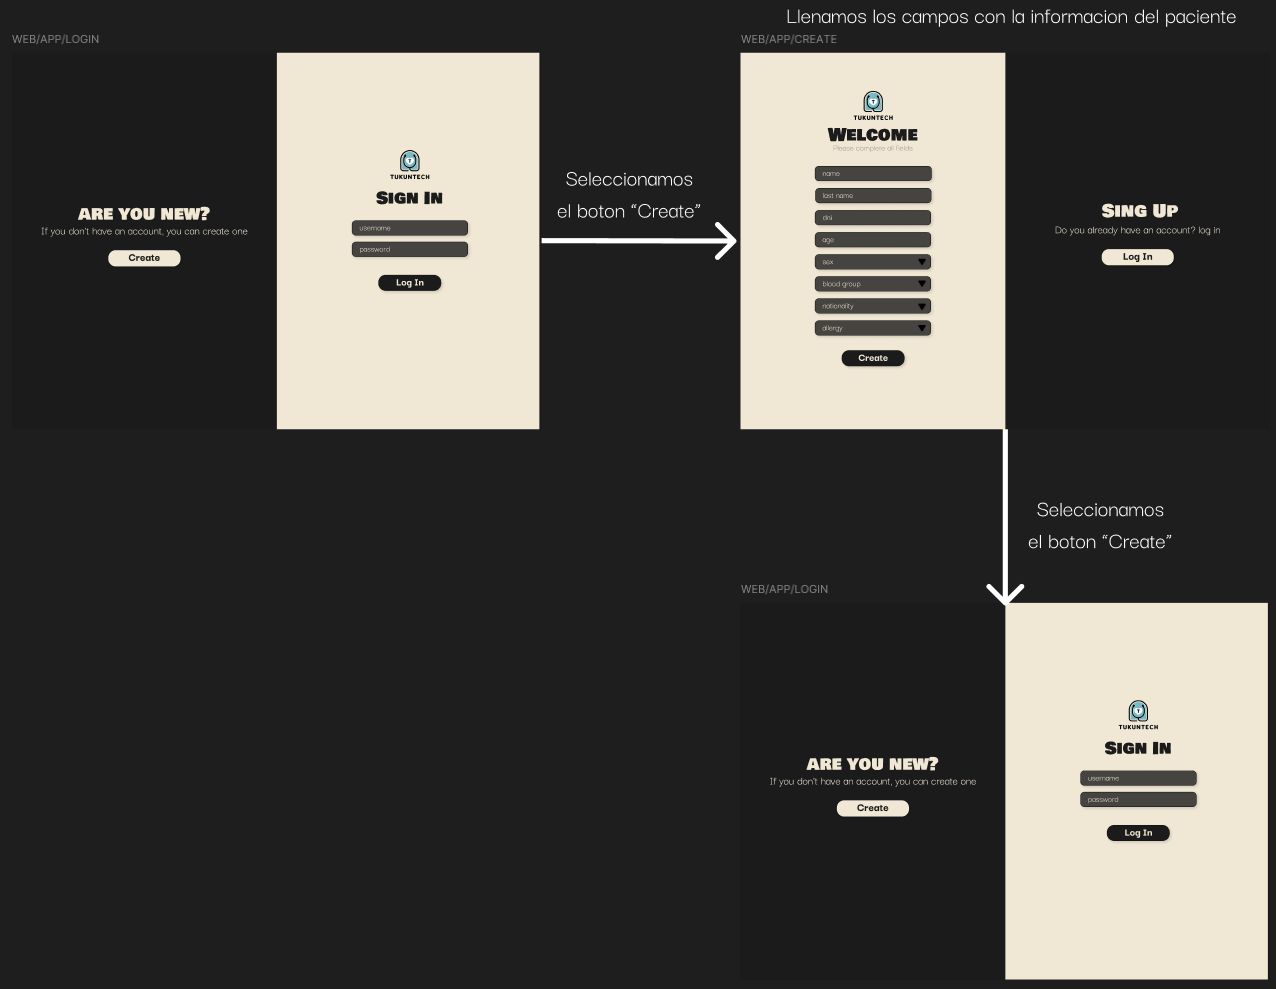 Llenamos los campos con la informacion del paciente
WEB/APP/LOGIN
ARE YOU NEW?
If you don't have an account, you can create one
Create
TUKUNTECH
SIGN IN
username
password
Log In
Seleccionamos
el boton “Create”
WEB/APP/CREATE
TUKUNTECH
WELCOME
Please complete all fields
name
last name
dni
age
sex
blood group
nationality
allergy
Create
SING UP
Do you already have an account? log in
Log In
Seleccionamos
el boton “Create”
WEB/APP/LOGIN
ARE YOU NEW?
If you don't have an account, you can create one
Create
TUKUNTECH
SIGN IN
username
password
Log In